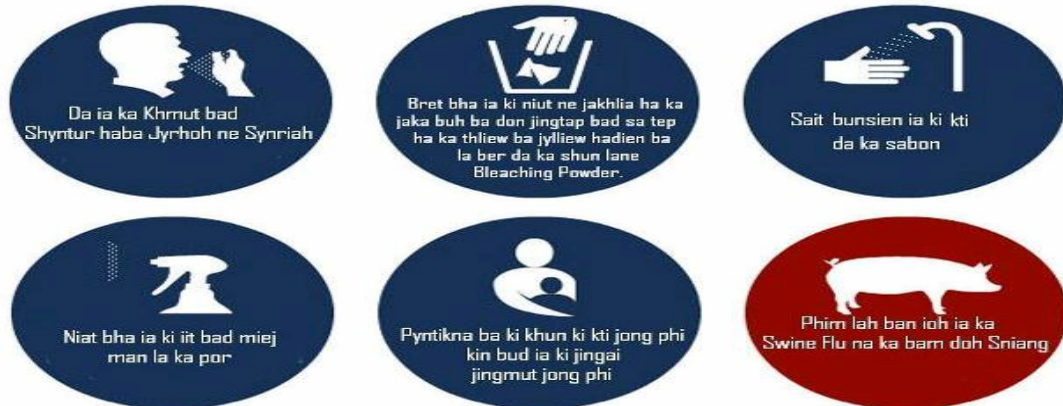 Da ia ka Khmut bad
Shyntur haba Jyrhoh ne Synriah
Bret bha ia ki niut ne jakhlia ha ka
jaka buh ba don jingtap bad sa tep
ha ka thliew ba jylliew hadien ba
la ber da ka shun lane
Bleaching Powder.
Sait bunsien ia ki kti
da ka sabon
Niat bha ia ki iit bad miej
man la ka por
Pyntikna ba ki khun ki kti jong phi
kin bud ia ki jingai
jingmut jong phi
Phim lah ban ioh ia ka
Swine Flu na ka bam doh Sniang